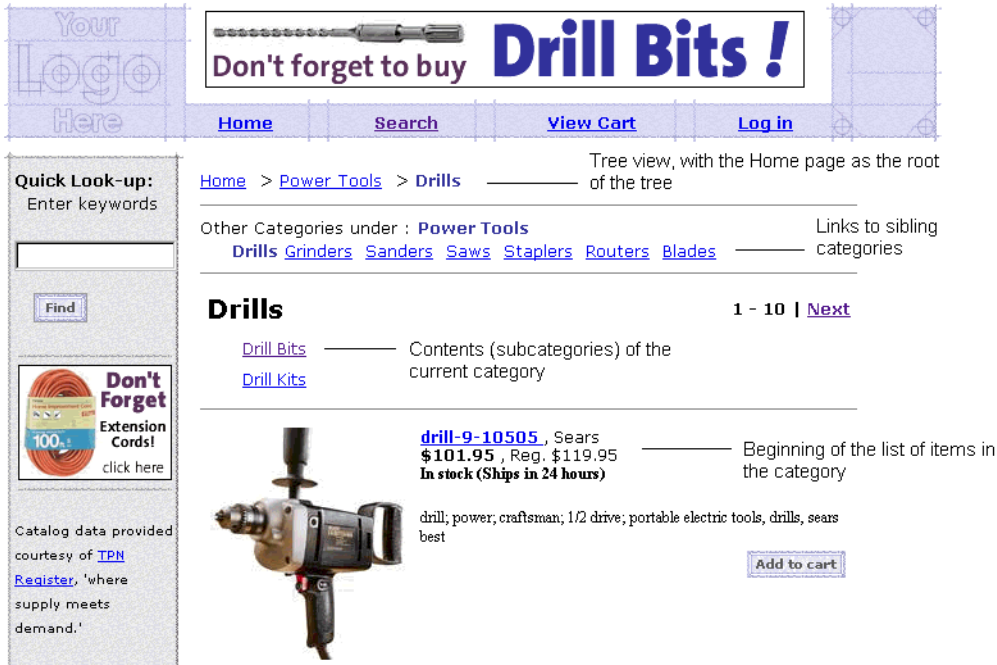 Your
Logo
Here
Don't forget to buy Drill Bits !
Home Search View Cart Log in
Quick Look-up:
Enter keywords
Find
Don't
Forget
Extension
Cords!
click here
100
Catalog data provided
courtesy of TPN
Register, 'where
supply meets
demand.'
Home > Power Tools > Drills
Tree view, with the Home page as the root
of the tree
Other Categories under : Power Tools
Drills Grinders Sanders Saws Staplers Routers Blades
Links to sibling
categories
Drills
1 - 10 | Next
Drill Bits
Drill Kits
Contents (subcategories) of the
current category
drill-9-10505 , Sears
$101.95 , Reg. $119.95
In stock (Ships in 24 hours)
Beginning of the list of items in
the category
drill; power; craftsman; 1/2 drive; portable electric tools, drills, sears
best
Add to cart